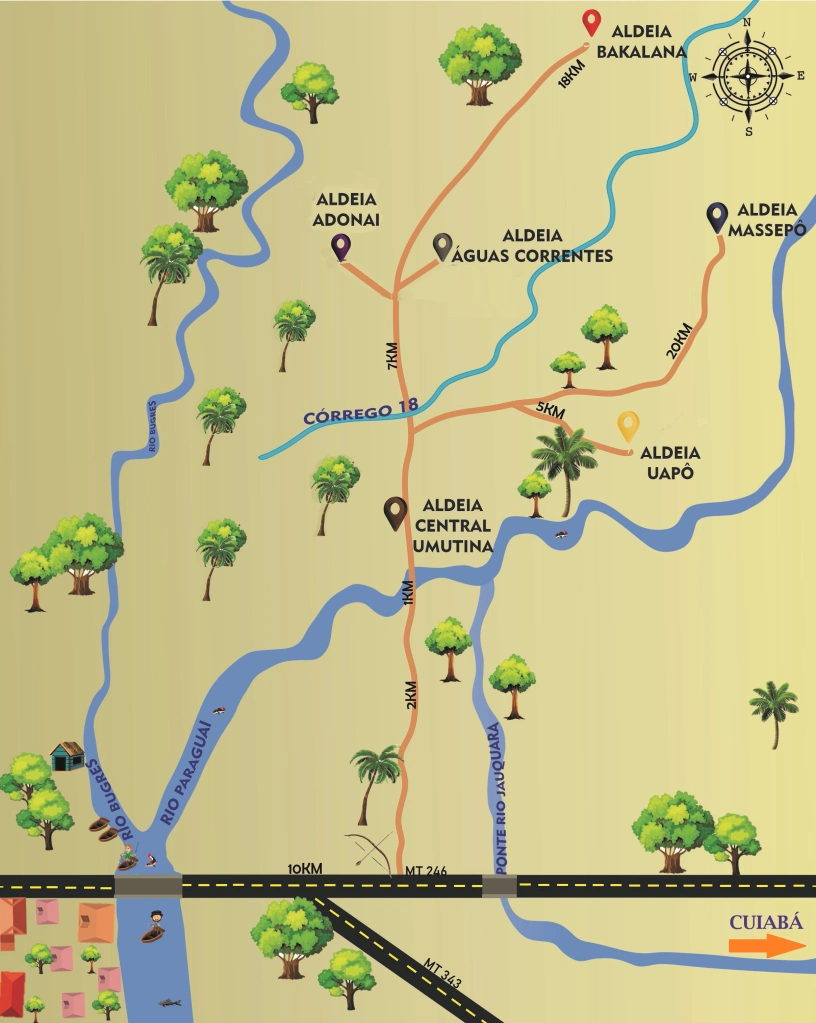 ALDEIA
BAKALANA
18KM
N
W
E
S
ALDEIA
ADONAI
ALDEIA
ÁGUAS CORRENTES
ALDEIA
MASSEPÔ
7KM
20KM
RIO BUGRES
CÓRREGO 18
5KM
ALDEIA
UAPÔ
ALDEIA
CENTRAL
UMUTINA
1KM
2KM
RIO BUGRES
RIO PARAGUAI
PONTE RIO JAUQUARA
10KM
MT 246
CUIABÁ
MT 343